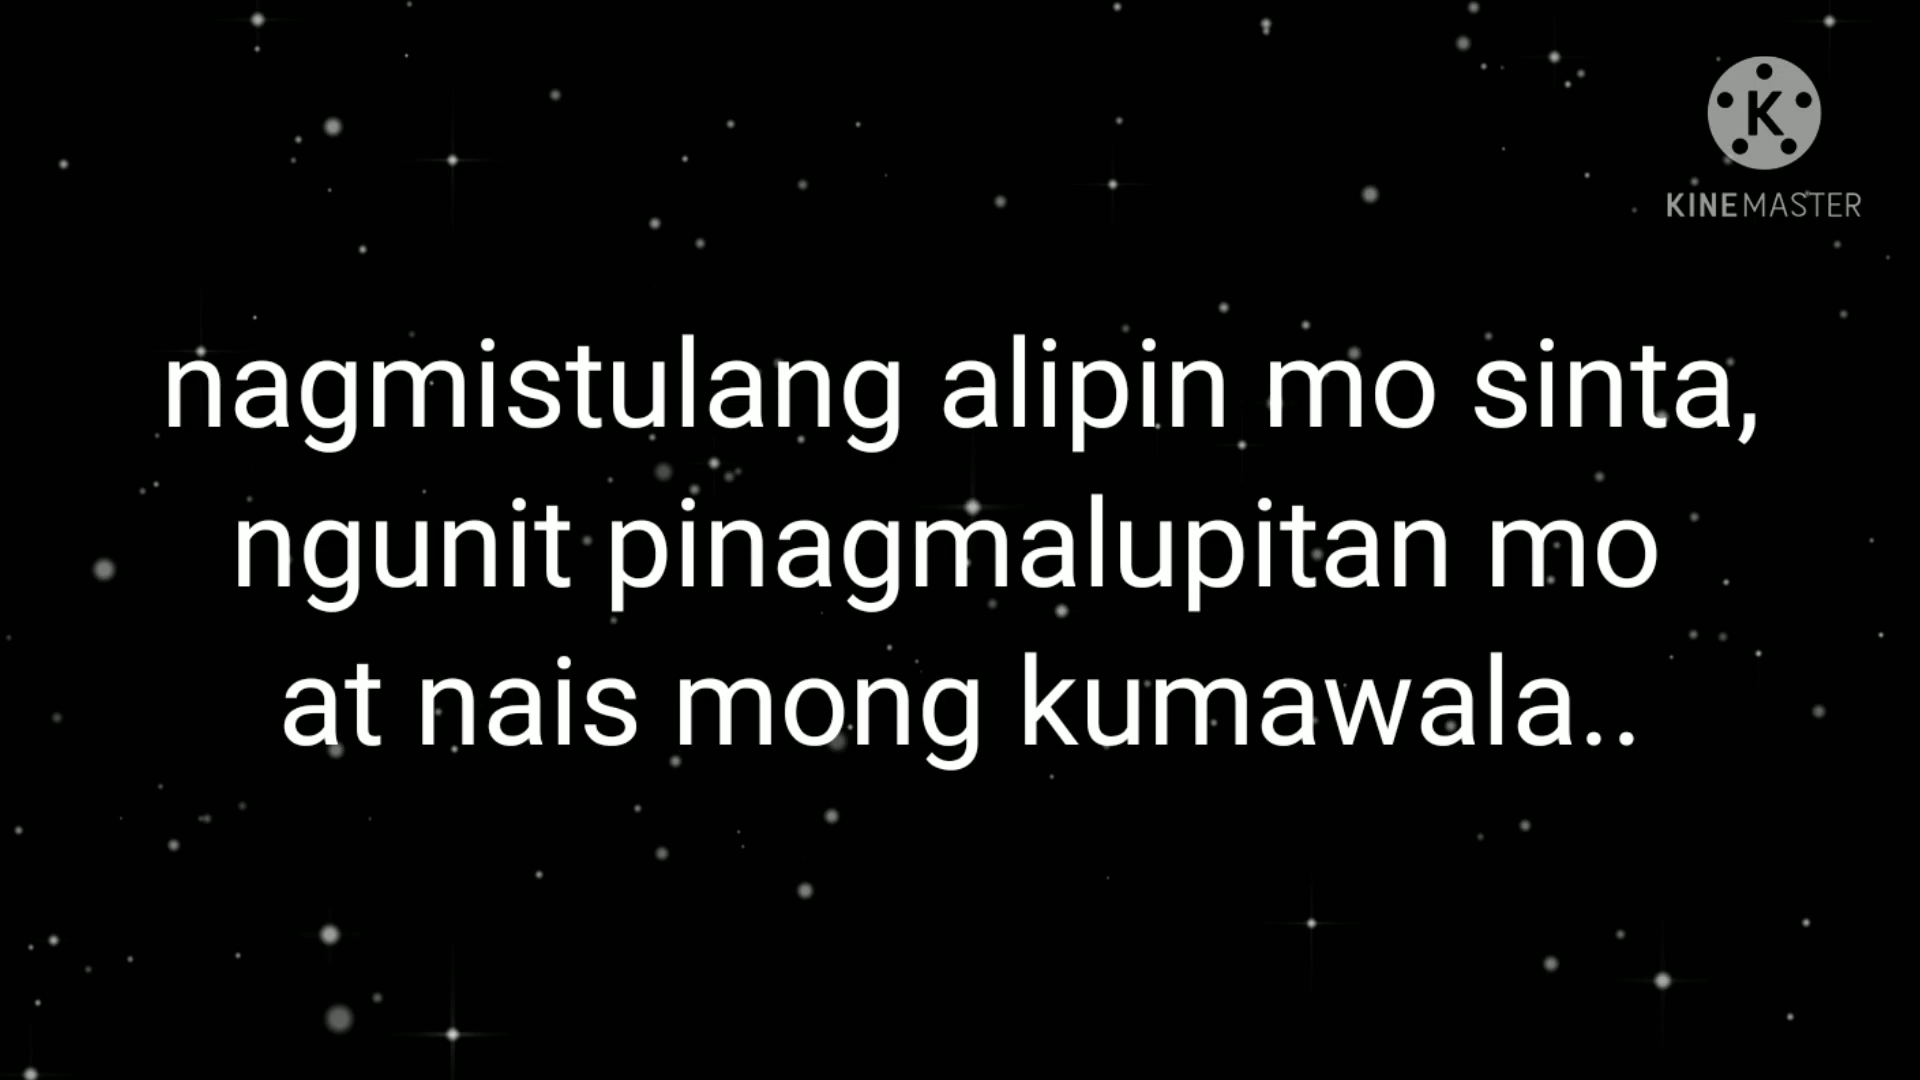 K
KINEMASTER
nagmistulang alipin mo sinta,
ngunit pinagmalupitan mo
at nais mong kumawala..